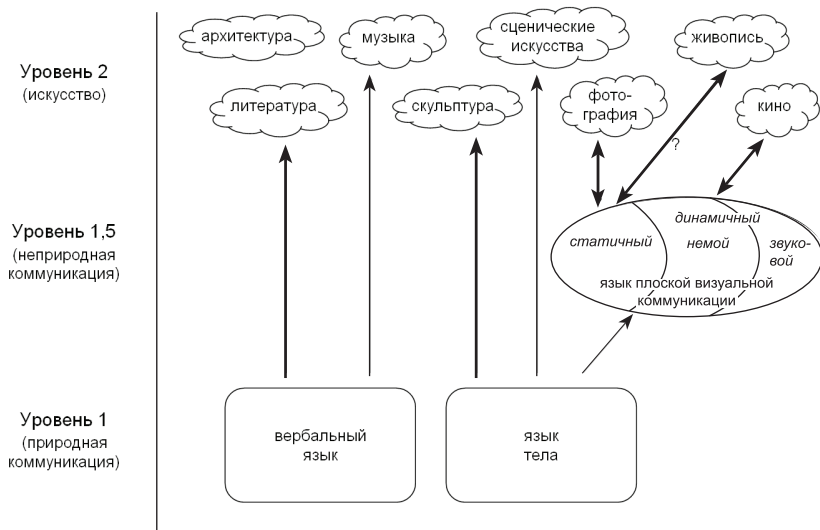 архитектура
музыка
сценические
искусства
живопись
Уровень 2
(искусство)
литература
скульптура
фото-
графия
кино
?
Уровень 1,5
(неприродная
коммуникация)
динамичный
статичный
немой
звуко-
вой
язык плоской визуальной
коммуникации
Уровень 1
(природная
коммуникация)
вербальный
язык
язык
тела